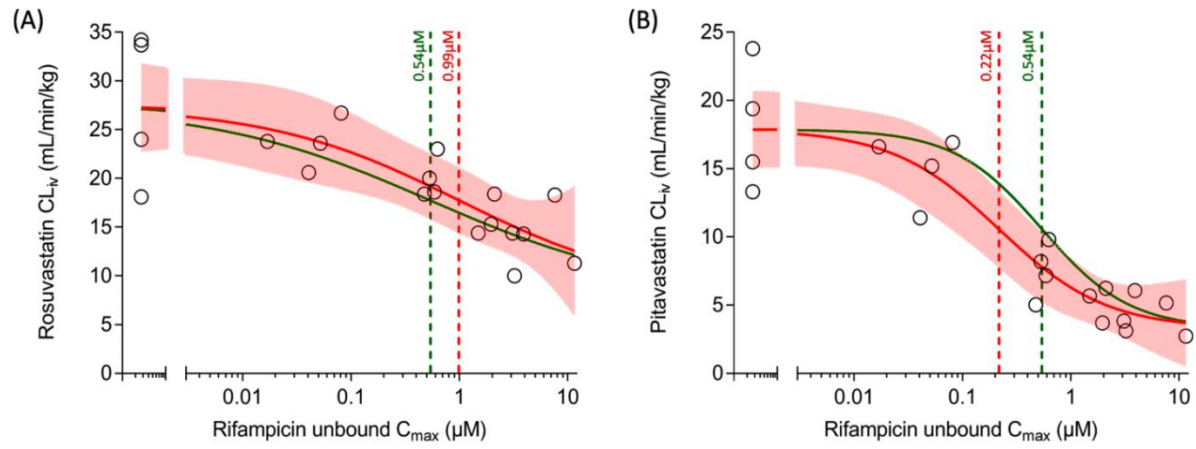 (A)
Rosuvastatin CLiv (mL/min/kg)
35
30
25
20
15
10
5
0
0.54µM
0.99µM
0.01
0.1
1
10
Rifampicin unbound Cmax (µM)
(B)
Pitavastatin CLiv (mL/min/kg)
25
20
15
10
5
0
0.22µM
0.54µM
0.01
0.1
1
10
Rifampicin unbound Cmax (µM)